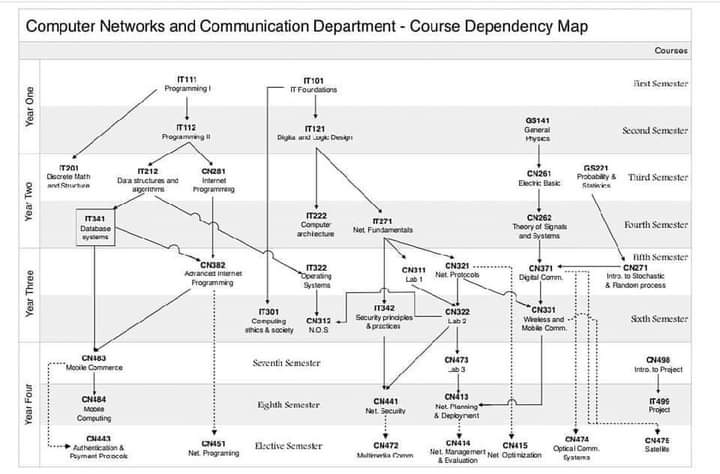 Computer Networks and Communication Department - Course Dependency Map
Courses
Year One
First Semester
IT111
Programming I
IT101
IT Foundations
Second Semester
IT112
Programming II
IT121
Digital and Logic Design
GS141
General
Physics
Year Two
Third Semester
IT201
Discrete Math
and Structure
IT212
Data structures and
algorithms
CN281
Internet
Programming
CN261
Electric Basic
GS221
Probability &
Statistics
Fourth Semester
IT341
Database
systems
IT222
Computer
architecture
IT271
Net. Fundamentals
CN262
Theory of Signals
and Systems
Year Three
Fifth Semester
CN382
Advanced Internet
Programming
IT322
Operating
Systems
CN311
Lab 1
CN321
Net. Protocols
CN371
Digital Comm.
CN271
Intro. to Stochastic
& Random process
Sixth Semester
IT301
Computing
ethics & society
CN312
N.O.S
IT342
Security principles
& practices
CN322
Lab 2
CN331
Wireless and
Mobile Comm.
Year Four
Seventh Semester
CN483
Mobile Commerce
CN473
Lab 3
CN498
Intro. to Project
Eighth Semester
CN484
Mobile
Computing
CN441
Net. Security
CN413
Net. Planning
& Deployment
IT499
Project
Elective Semester
CN443
Authentication &
Payment Protocols
CN451
Net. Programing
CN472
Multimedia Comm
CN414
Net. Management
& Evaluation
CN415
Net Optimization
CN474
Optical Comm.
Systems
CN475
Satellite